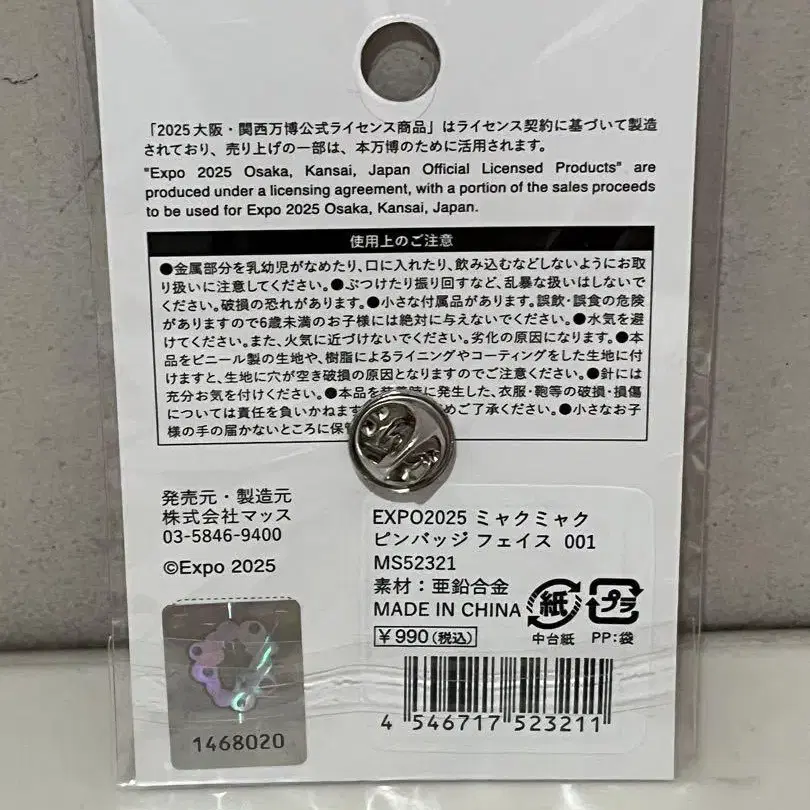 「2025大阪・関西万博公式ライセンス商品」はライセンス契約に基づいて製造
されており、売り上げの一部は、本万博のために活用されます。
"Expo 2025 Osaka, Kansai, Japan Official Licensed Products" are
produced under a licensing agreement, with a portion of the sales proceeds
to be used for Expo 2025 Osaka, Kansai, Japan.
使用上のご注意
●金属部分を乳幼児がなめたり、口に入れたり、飲み込むなどしないようにお取
り扱いに注意してください。●ぶつけたり振り回すなど、乱暴な扱いはしないで
ください。破損の恐れがあります。●小さな付属品があります。誤飲・誤食の危険
がありますので6歳未満のお子様には絶対に与えないでください。●水気を避
けてください。また、火気に近づけないでください。劣化の原因になります。●本
品をビニール製の生地や、樹脂によるライニングやコーティングをした生地に付
けますと、生地に穴が空き破損の原因となりますのでご注意ください。●針には
充分お気を付けください。●本品を装着時に発生した、衣服・鞄等の破損・損傷
については責任を負いかねます めご了承ください。●小さなお子
様の手の届かないところに保管
発売元・製造元
株式会社マッス
03-5846-9400
©Expo 2025
1468020
EXPO2025 ミャクミャク
ピンバッジ フェイス 001
MS52321
素材：亜鉛合金
MADE IN CHINA
紙
プラ
中台紙
PP:袋
¥990(税込)
4 546717 523211